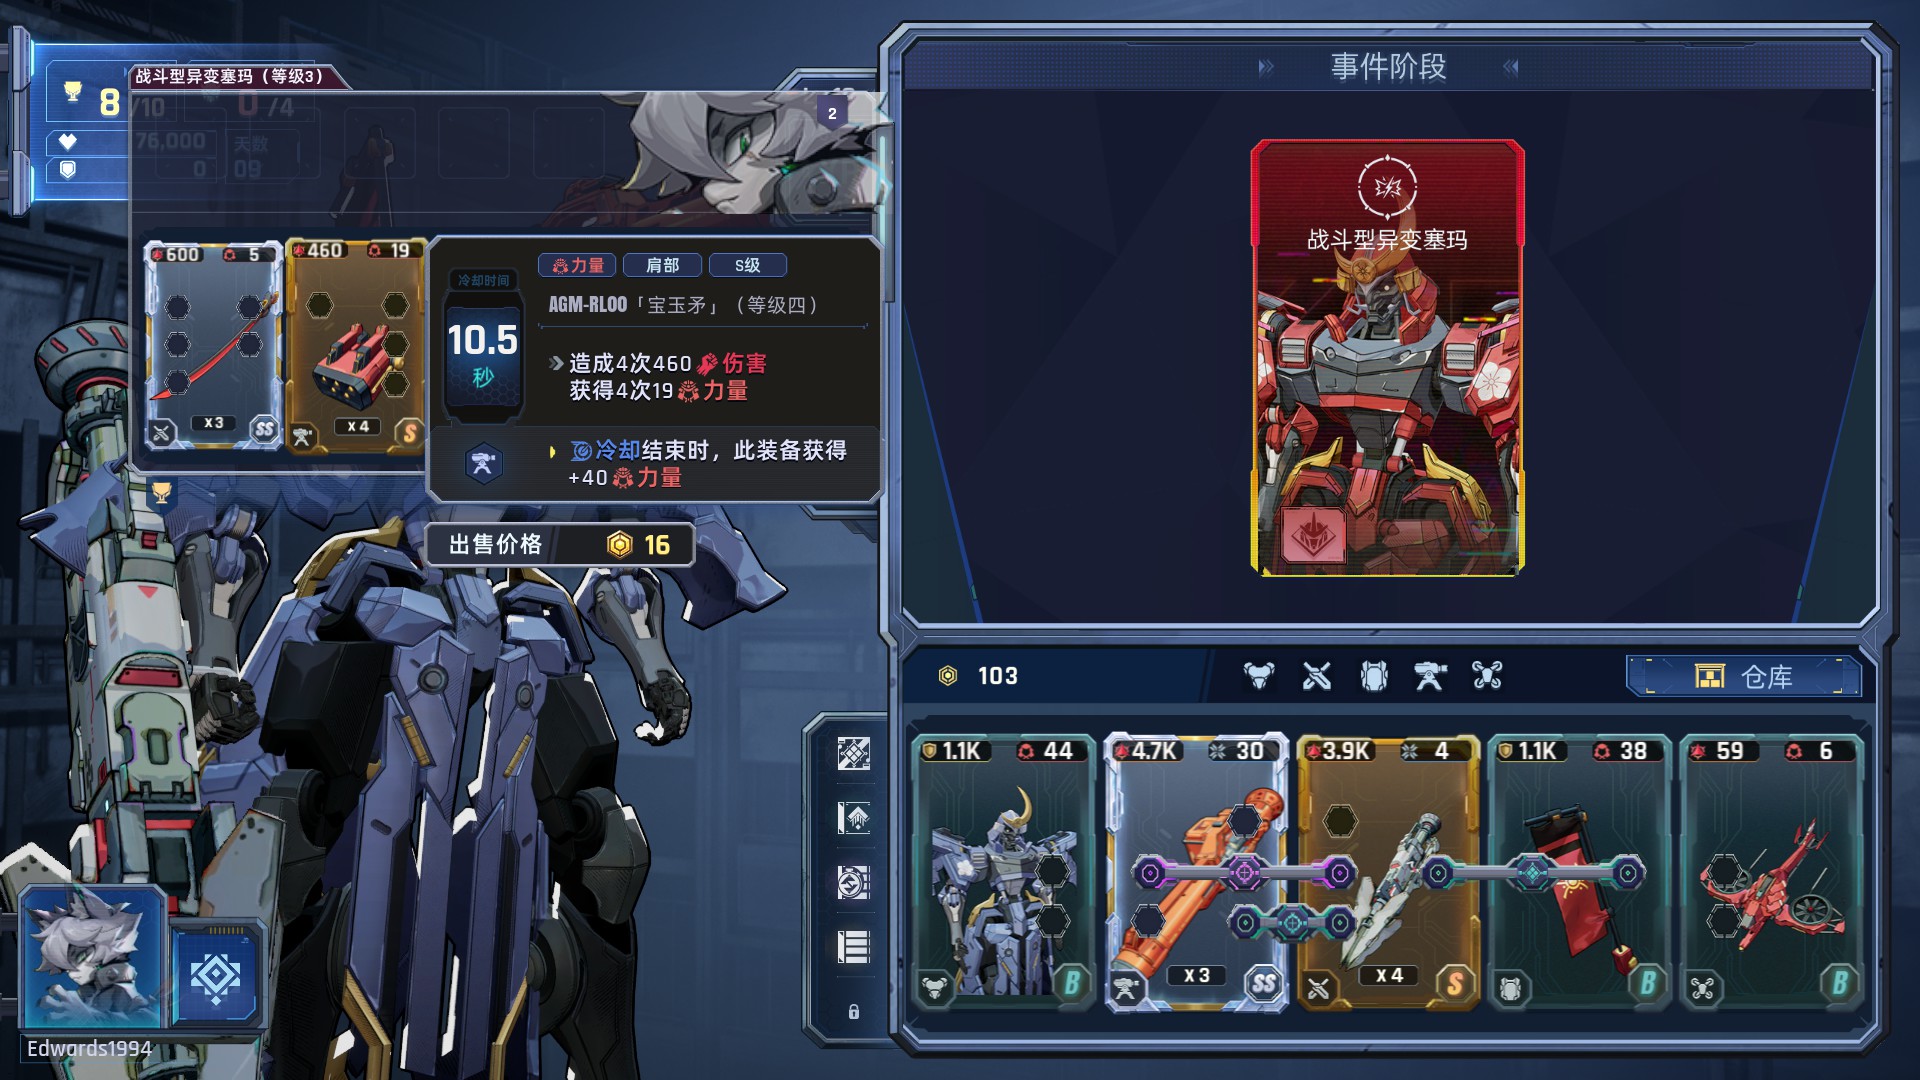 战斗型异变塞玛（等级3）
8/10
0/4
76,000
天数
0
09
2
600
5
460
19
x3
SS
x4
S
冷却时间
10.5
秒
力量
肩部
S级
AGM-RL00「宝玉矛」（等级四）
造成4次460伤害
获得4次19力量
冷却结束时，此装备获得
+40力量
出售价格
16
事件阶段
战斗型异变塞玛
103
仓库
1.1K
44
B
4.7K
30
x3
SS
3.9K
4
x4
S
1.1K
38
B
59
6
B
Edwards1994